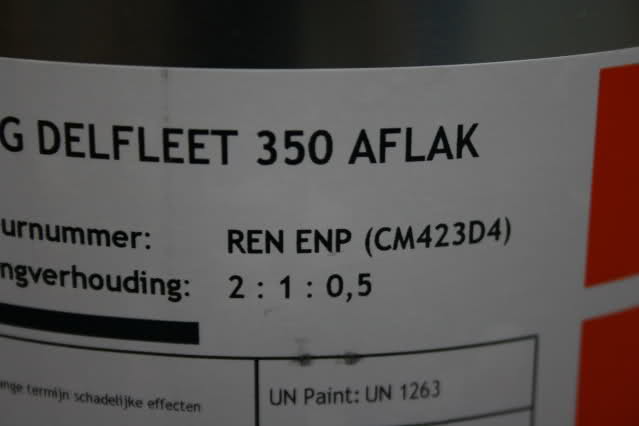 G DELFLEET 350 AFLAK
urnummer: REN ENP (CM423D4)
ngverhouding: 2 : 1 : 0,5
ange termijn schadelijke effecten
UN Paint: UN 1263